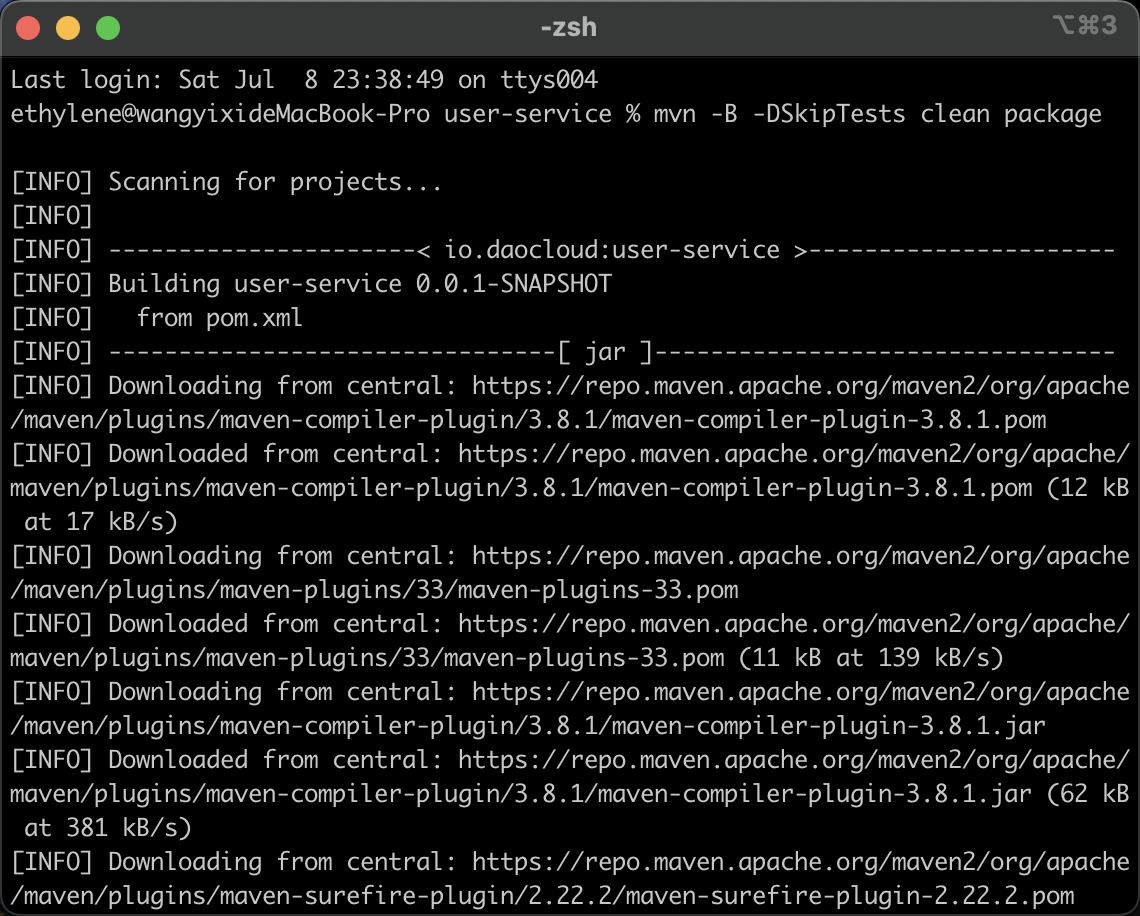 -zsh
⌥⌘3
Last login: Sat Jul  8 23:38:49 on ttys004
ethylene@wangyixideMacBook-Pro user-service % mvn -B -DSkipTests clean package
[INFO] Scanning for projects...
[INFO]
[INFO] ----------------------< io.daocloud:user-service >----------------------
[INFO] Building user-service 0.0.1-SNAPSHOT
[INFO]   from pom.xml
[INFO] --------------------------------[ jar ]---------------------------------
[INFO] Downloading from central: https://repo.maven.apache.org/maven2/org/apache
/maven/plugins/maven-compiler-plugin/3.8.1/maven-compiler-plugin-3.8.1.pom
[INFO] Downloaded from central: https://repo.maven.apache.org/maven2/org/apache/
maven/plugins/maven-compiler-plugin/3.8.1/maven-compiler-plugin-3.8.1.pom (12 kB
 at 17 kB/s)
[INFO] Downloading from central: https://repo.maven.apache.org/maven2/org/apache
/maven/plugins/maven-plugins/33/maven-plugins-33.pom
[INFO] Downloaded from central: https://repo.maven.apache.org/maven2/org/apache/
maven/plugins/maven-plugins/33/maven-plugins-33.pom (11 kB at 139 kB/s)
[INFO] Downloading from central: https://repo.maven.apache.org/maven2/org/apache
/maven/plugins/maven-compiler-plugin/3.8.1/maven-compiler-plugin-3.8.1.jar
[INFO] Downloaded from central: https://repo.maven.apache.org/maven2/org/apache/
maven/plugins/maven-compiler-plugin/3.8.1/maven-compiler-plugin-3.8.1.jar (62 kB
 at 381 kB/s)
[INFO] Downloading from central: https://repo.maven.apache.org/maven2/org/apache
/maven/plugins/maven-surefire-plugin/2.22.2/maven-surefire-plugin-2.22.2.pom